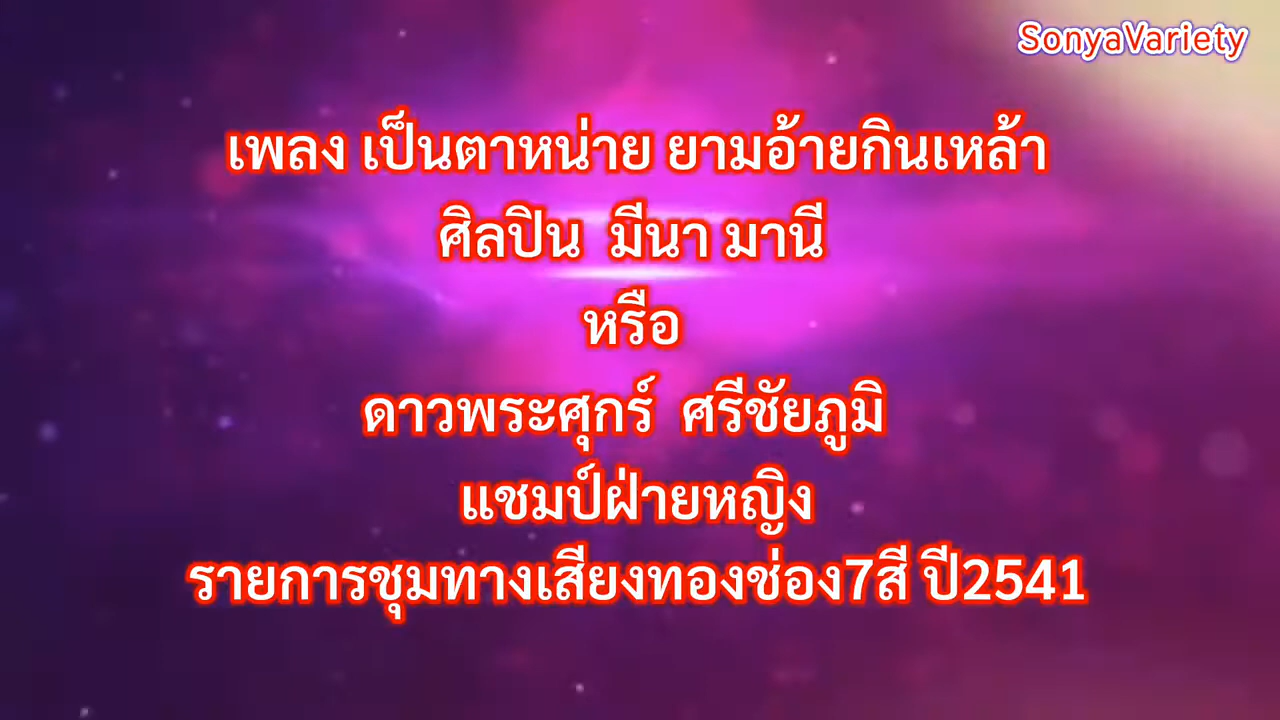 SonyaVariety
เพลง เป็นตาหน่าย ยามอ้ายกินเหล้า
ศิลปิน มีนา มานี
หรือ
ดาวพระศุกร์ ศรีชัยภูมิ
แชมป์ฝ่ายหญิง
รายการชุมทางเสียงทองช่อง7สี ปี2541